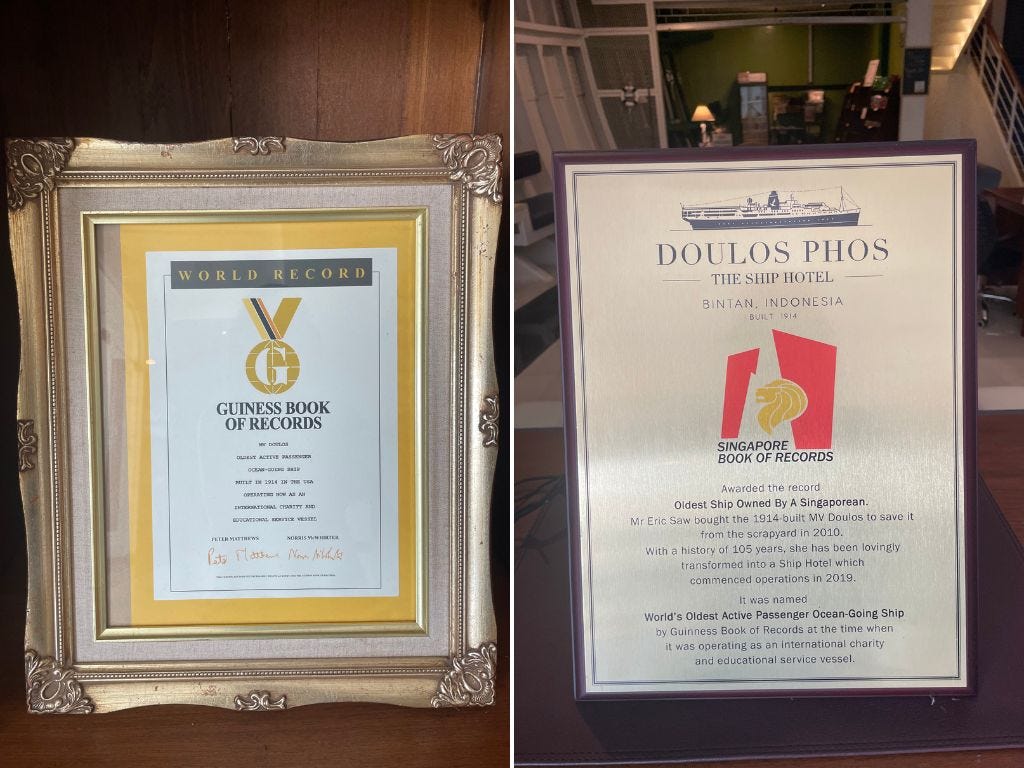 WORLD RECORD
G
GUINESS BOOK
OF RECORDS
MV DOULOS
OLDEST ACTIVE PASSENGER
OCEAN-GOING SHIP
BUILT IN 1914 IN THE USA
OPERATING NOW AS AN
INTERNATIONAL CHARITY AND
EDUCATIONAL SERVICE VESSEL
PETER MATTHEWS NORRIS McWHIRTER
DOULOS PHOS
THE SHIP HOTEL
BINTAN, INDONESIA
BUILT 1914
SINGAPORE
BOOK OF RECORDS
Awarded the record
Oldest Ship Owned By A Singaporean.
Mr Eric Saw bought the 1914-built MV Doulos to save it
from the scrapyard in 2010.
With a history of 105 years, she has been lovingly
transformed into a Ship Hotel which
commenced operations in 2019.
It was named
World's Oldest Active Passenger Ocean-Going Ship
by Guinness Book of Records at the time when
it was operating as an international charity
and educational service vessel.